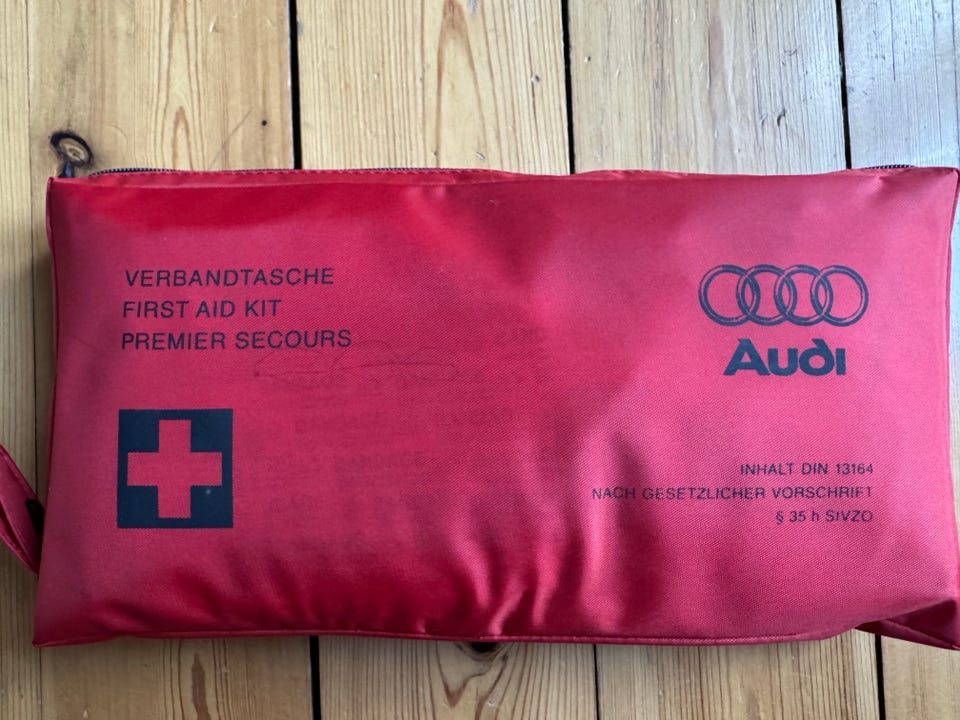 VERBANDTASCHE
FIRST AID KIT
PREMIER SECOURS
Audi
INHALT DIN 13164
NACH GESETZLICHER VORSCHRIFT
§ 35 h StVZO